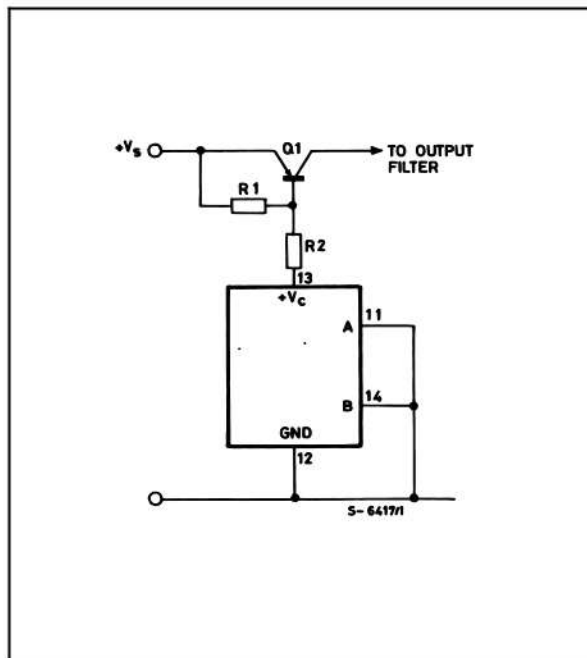 +Vs
Q1
TO OUTPUT
FILTER
R1
R2
13
+Vc
A
11
B
14
GND
12
S-6417/1